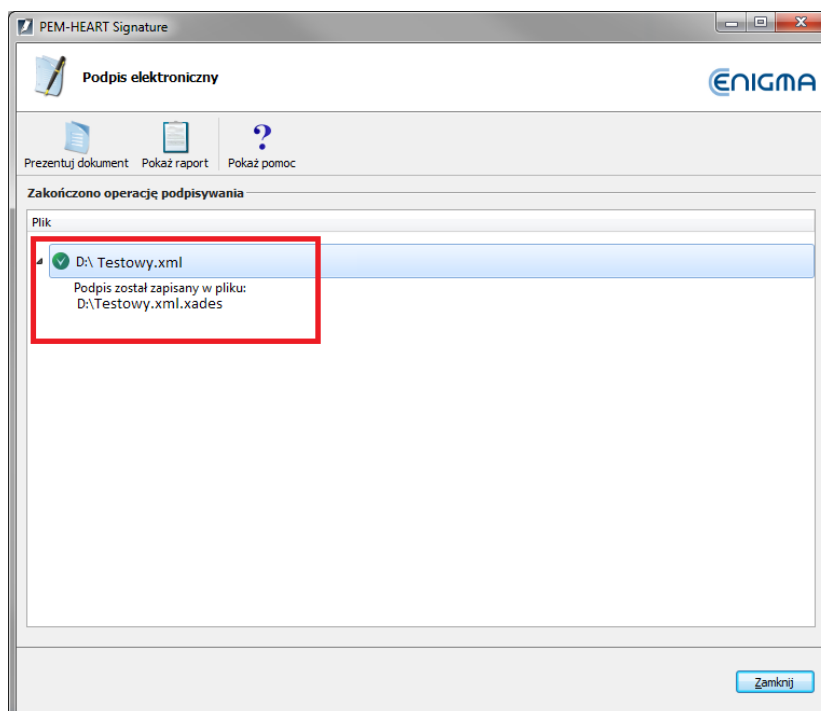 PEM-HEART Signature
Podpis elektroniczny
ENIGMA
Prezentuj dokument Pokaż raport Pokaż pomoc
Zakończono operację podpisywania
Plik
D:\ Testowy.xml
Podpis został zapisany w pliku:
D:\Testowy.xml.xades
Zamknij